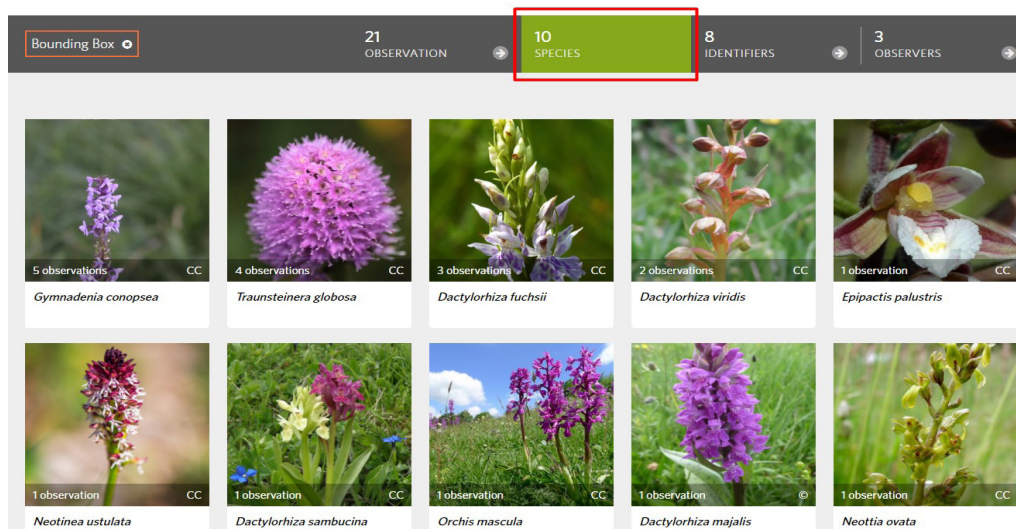 Bounding Box
21
OBSERVATION
10
SPECIES
8
IDENTIFIERS
3
OBSERVERS
5 observations CC
4 observations CC
3 observations CC
2 observations CC
1 observation CC
Gymnadenia conopsea
Traunsteinera globosa
Dactylorhiza fuchsii
Dactylorhiza viridis
Epipactis palustris
1 observation CC
1 observation CC
1 observation CC
1 observation ©
1 observation CC
Neotinea ustulata
Dactylorhiza sambucina
Orchis mascula
Dactylorhiza majalis
Neottia ovata